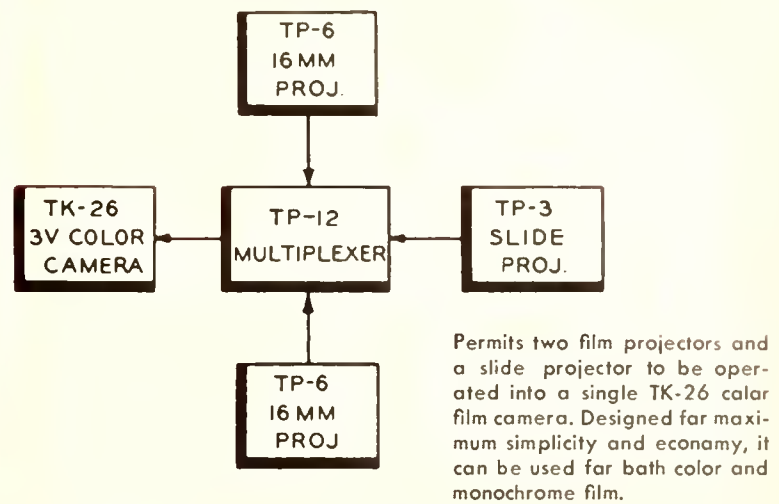 TP-6
16 MM
PROJ.
TK-26
3V COLOR
CAMERA
TP-12
MULTIPLEXER
TP-3
SLIDE
PROJ.
TP-6
16 MM
PROJ
Permits two film projectors and
a slide projector to be oper-
ated into a single TK-26 calar
film camera. Designed far maxi-
mum simplicity and economy, it
can be used far bath color and
monochrome film.